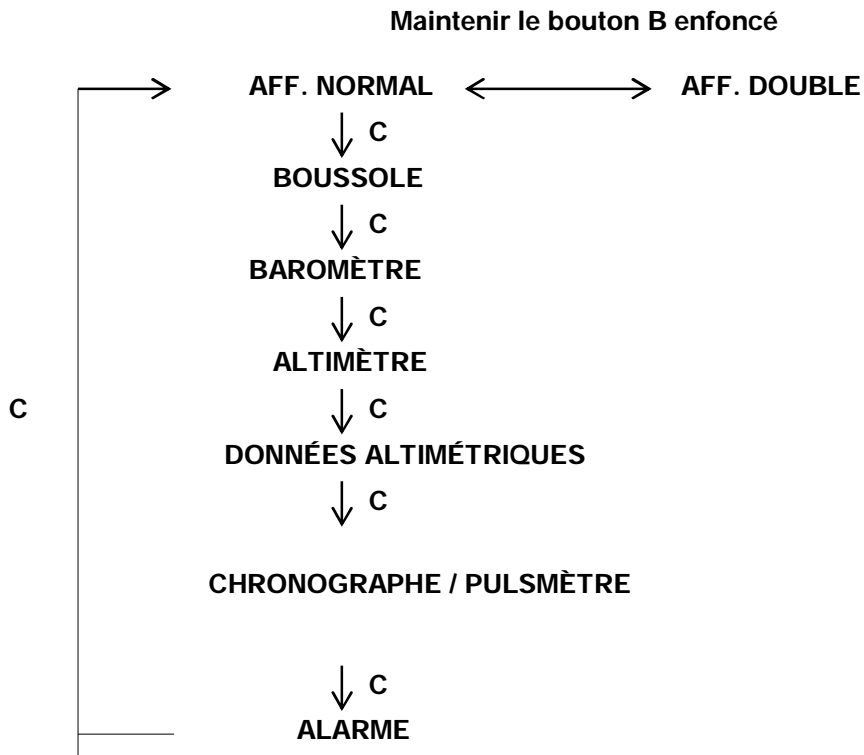 Maintenir le bouton B enfoncé
AFF. NORMAL AFF. DOUBLE
C
BOUSSOLE
C
BAROMÈTRE
C
ALTIMÈTRE
C C
DONNÉES ALTIMÉTRIQUES
C
CHRONOGRAPHE / PULSMÈTRE
C
ALARME